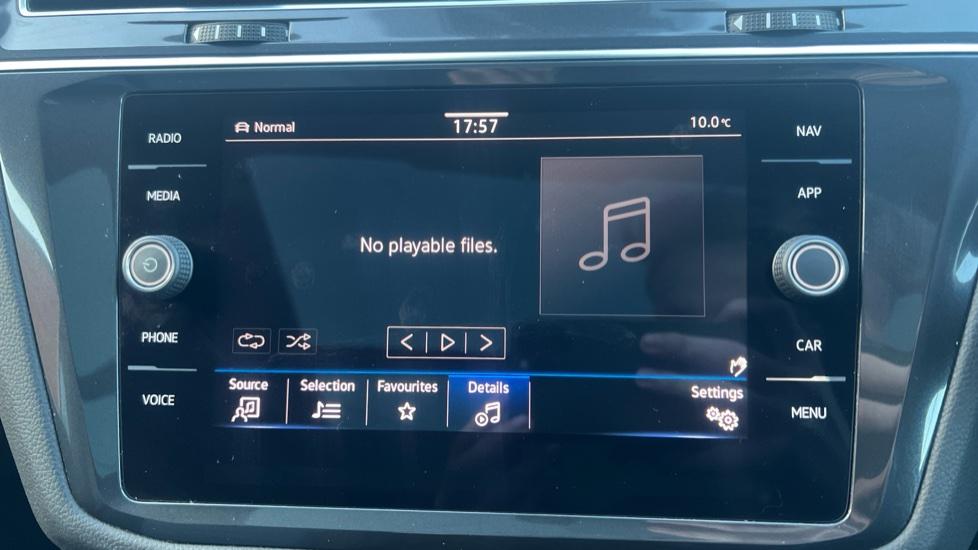 RADIO
MEDIA
PHONE
VOICE
Normal
17:57
10.0°C
No playable files.
Source
Selection
Favourites
Details
Settings
NAV
APP
CAR
MENU